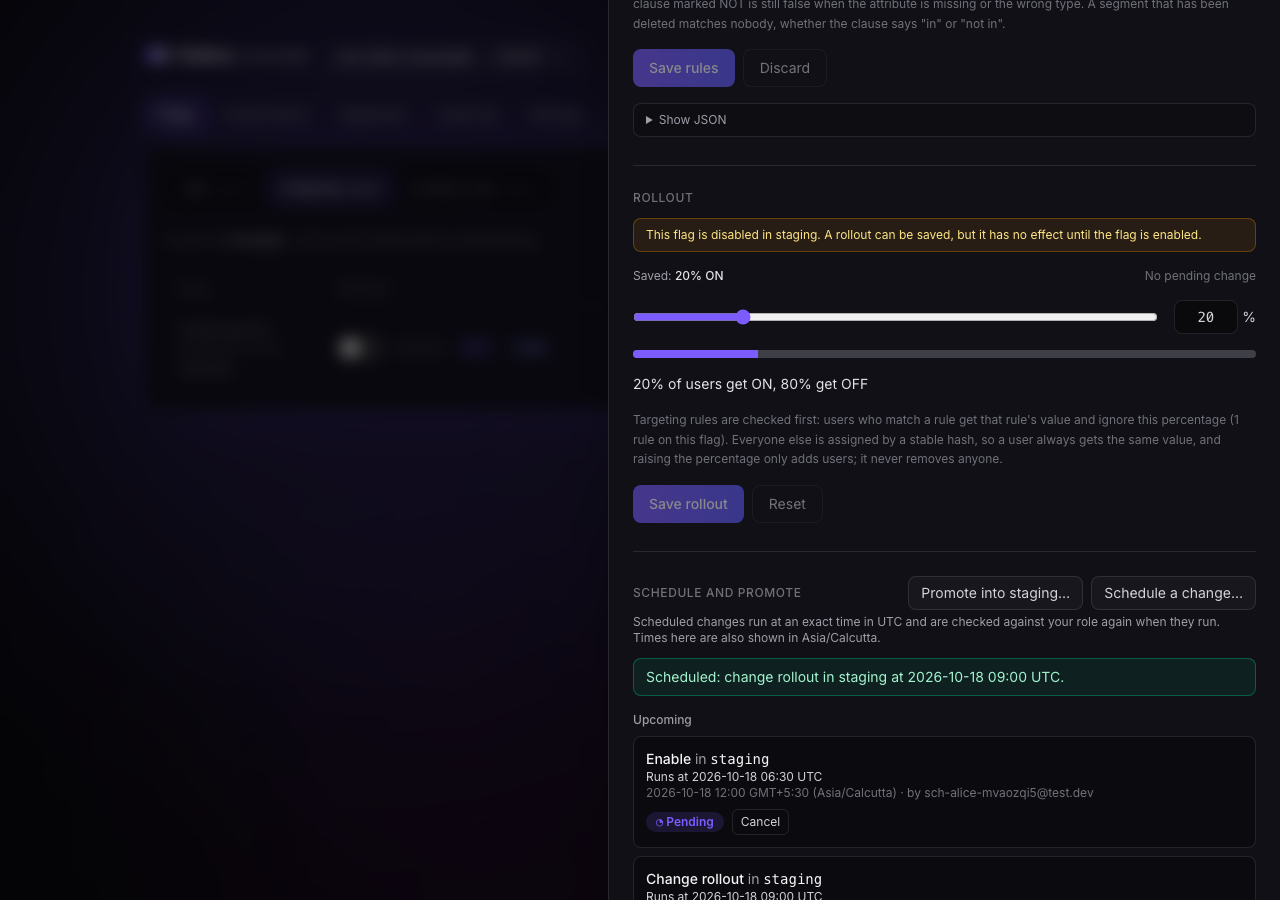 clause marked NOT is still false when the attribute is missing or the wrong type. A segment that has been
deleted matches nobody, whether the clause says "in" or "not in".
Save rules
Discard
Show JSON
ROLLOUT
This flag is disabled in staging. A rollout can be saved, but it has no effect until the flag is enabled.
Saved: 20% ON
No pending change
20 %
20% of users get ON, 80% get OFF
Targeting rules are checked first: users who match a rule get that rule's value and ignore this percentage (1
rule on this flag). Everyone else is assigned by a stable hash, so a user always gets the same value, and
raising the percentage only adds users; it never removes anyone.
Save rollout
Reset
SCHEDULE AND PROMOTE
Promote into staging...
Schedule a change...
Scheduled changes run at an exact time in UTC and are checked against your role again when they run.
Times here are also shown in Asia/Calcutta.
Scheduled: change rollout in staging at 2026-10-18 09:00 UTC.
Upcoming
Enable in staging
Runs at 2026-10-18 06:30 UTC
2026-10-18 12:00 GMT+5:30 (Asia/Calcutta) · by sch-alice-mvaozqi5@test.dev
Pending
Cancel
Change rollout in staging
Runs at 2026-10-18 09:00 UTC